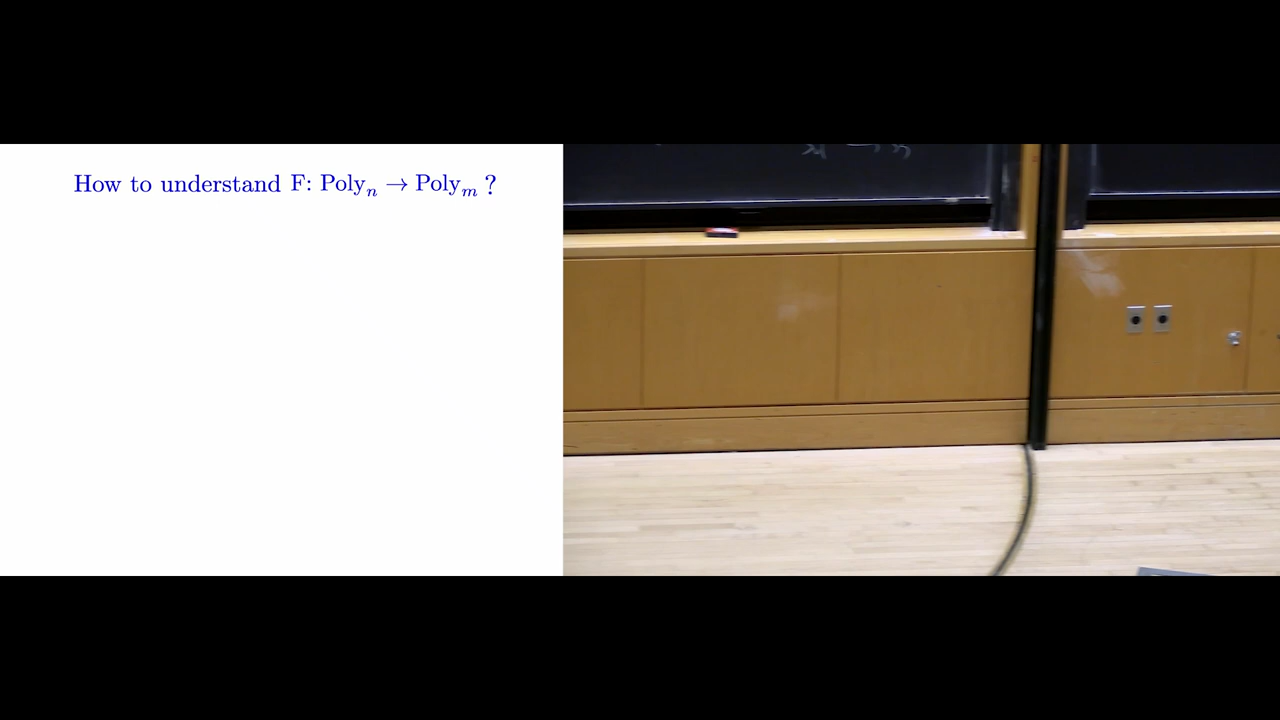 How to understand F: Poly_n → Poly_m ?